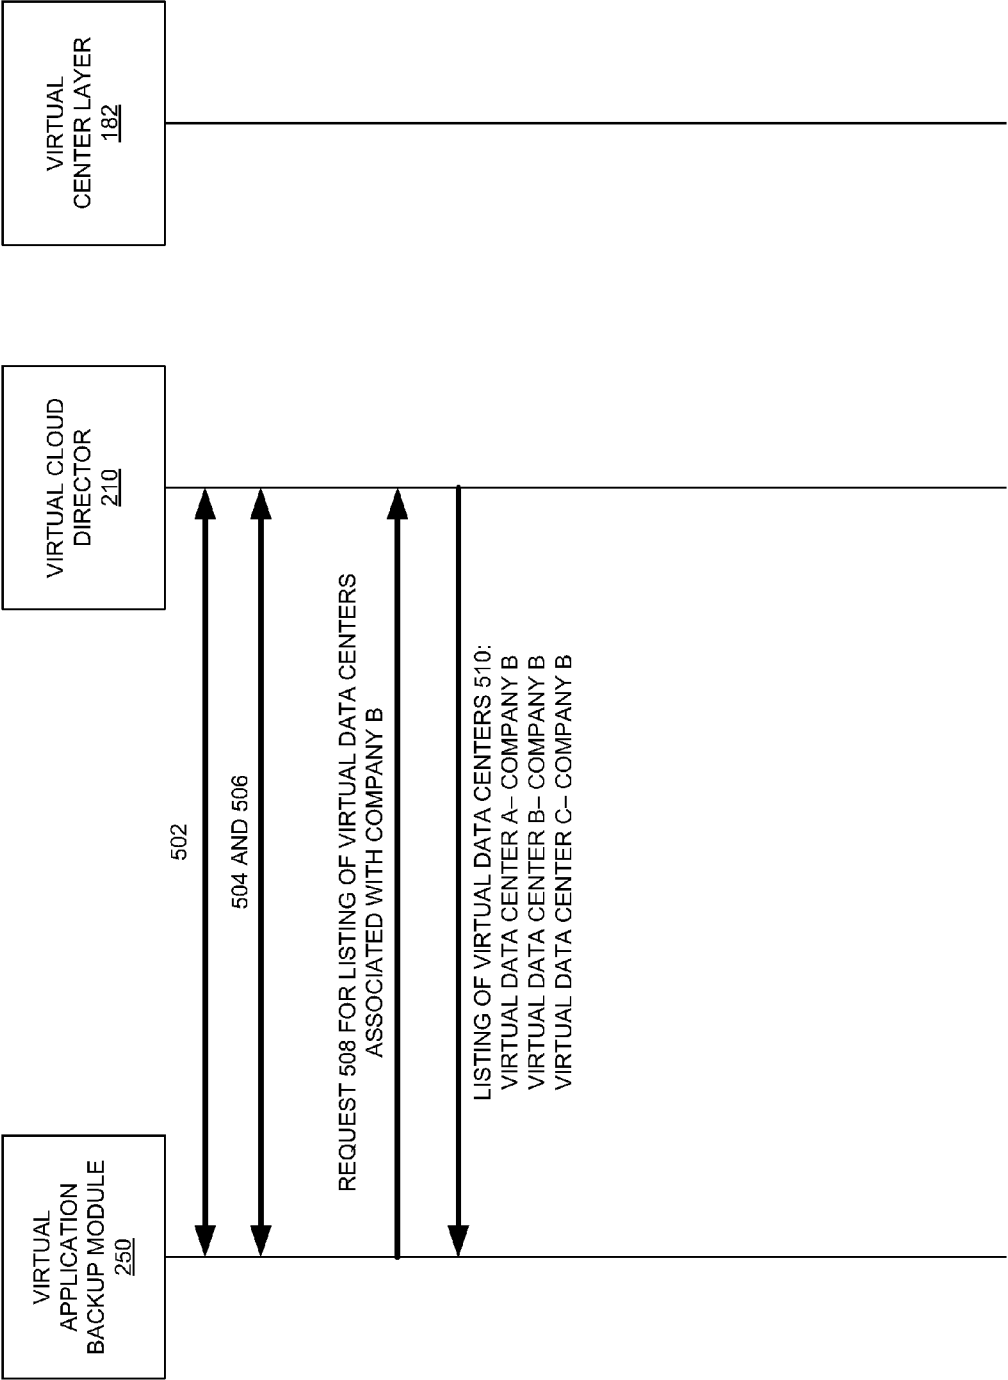 VIRTUAL
APPLICATION
BACKUP MODULE
250
VIRTUAL CLOUD
DIRECTOR
210
VIRTUAL
CENTER LAYER
182
502
504 AND 506
REQUEST 508 FOR LISTING OF VIRTUAL DATA CENTERS
ASSOCIATED WITH COMPANY B
LISTING OF VIRTUAL DATA CENTERS 510:
VIRTUAL DATA CENTER A– COMPANY B
VIRTUAL DATA CENTER B– COMPANY B
VIRTUAL DATA CENTER C– COMPANY B